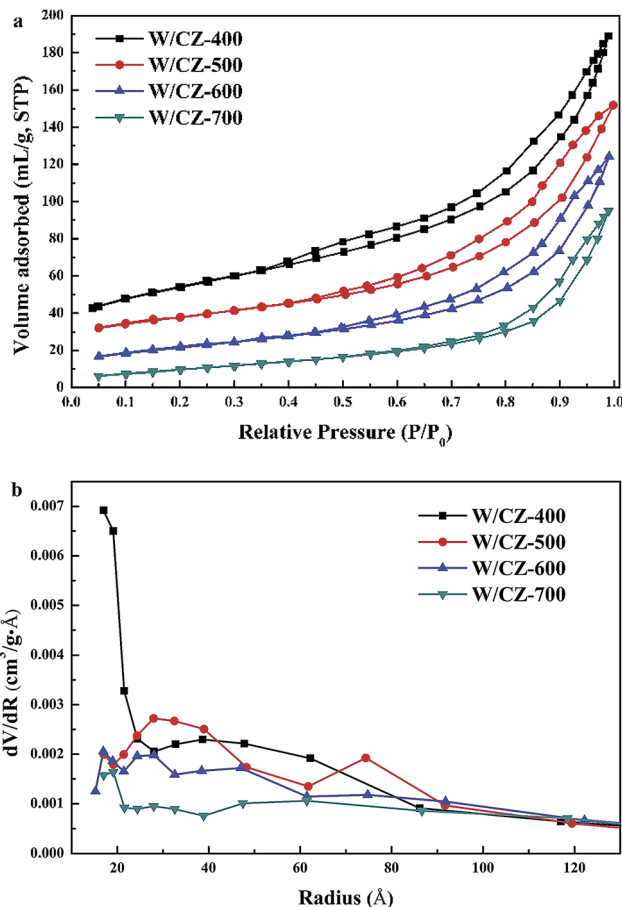 a
200
180
160
140
120
100
80
60
40
20
0
Volume adsorbed (mL/g, STP)
W/CZ-400
W/CZ-500
W/CZ-600
W/CZ-700
0.0 0.1 0.2 0.3 0.4 0.5 0.6 0.7 0.8 0.9 1.0
Relative Pressure (P/P0)
b
0.007
0.006
0.005
0.004
0.003
0.002
0.001
0.000
dV/dR (cm3/g·Å)
W/CZ-400
W/CZ-500
W/CZ-600
W/CZ-700
20 40 60 80 100 120
Radius (Å)